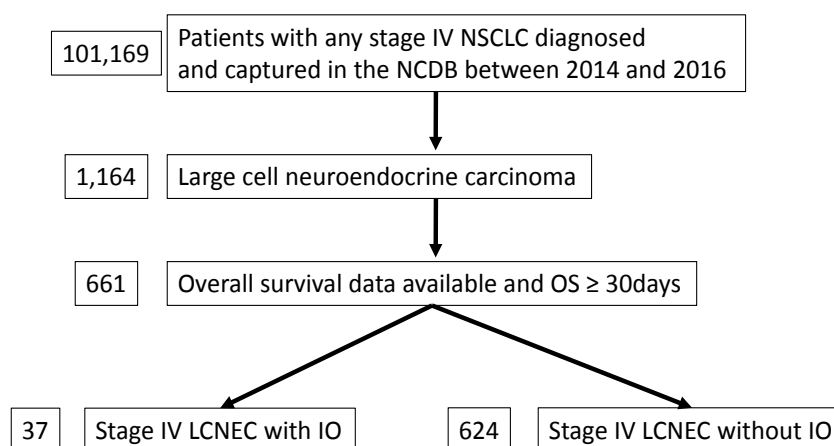 101,169
Patients with any stage IV NSCLC diagnosed
and captured in the NCDB between 2014 and 2016
1,164
Large cell neuroendocrine carcinoma
661
Overall survival data available and OS ≥ 30days
37
Stage IV LCNEC with IO
624
Stage IV LCNEC without IO